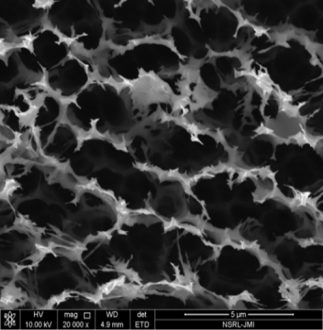 HV mag □ WD det 5 µm
10.00 kV 20 000 x 4.9 mm ETD NSRL-JMI